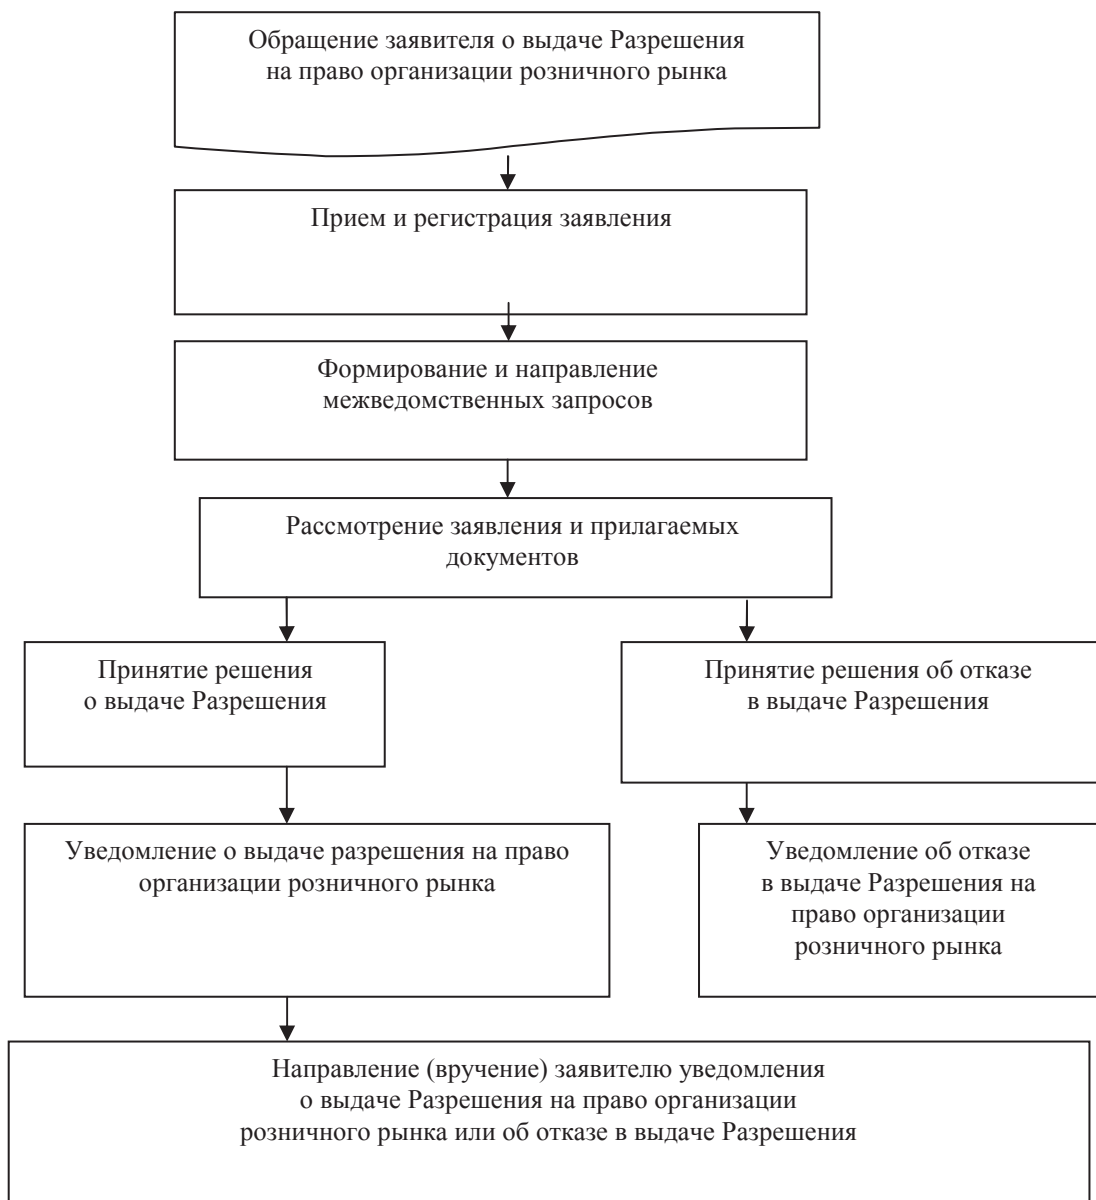 Обращение заявителя о выдаче Разрешения
на право организации розничного рынка
Прием и регистрация заявления
Формирование и направление
межведомственных запросов
Рассмотрение заявления и прилагаемых
документов
Принятие решения
о выдаче Разрешения
Принятие решения об отказе
в выдаче Разрешения
Уведомление о выдаче разрешения на право
организации розничного рынка
Уведомление об отказе
в выдаче Разрешения на
право организации
розничного рынка
Направление (вручение) заявителю уведомления
о выдаче Разрешения на право организации
розничного рынка или об отказе в выдаче Разрешения